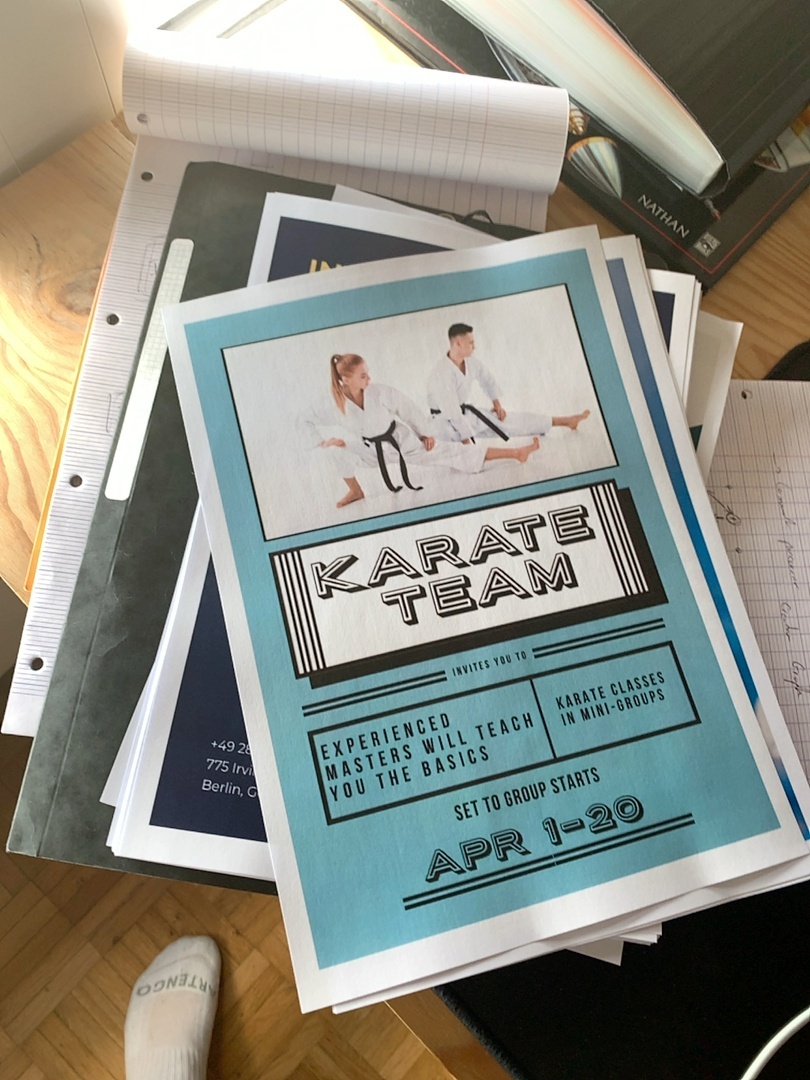 NATHAN
KARATE
TEAM
INVITES YOU TO
EXPERIENCED
MASTERS WILL TEACH
YOU THE BASICS
KARATE CLASSES
IN MINI-GROUPS
SET TO GROUP STARTS
APR 1-20
+49 28
775 Irvi
Berlin, G
ARTENGO